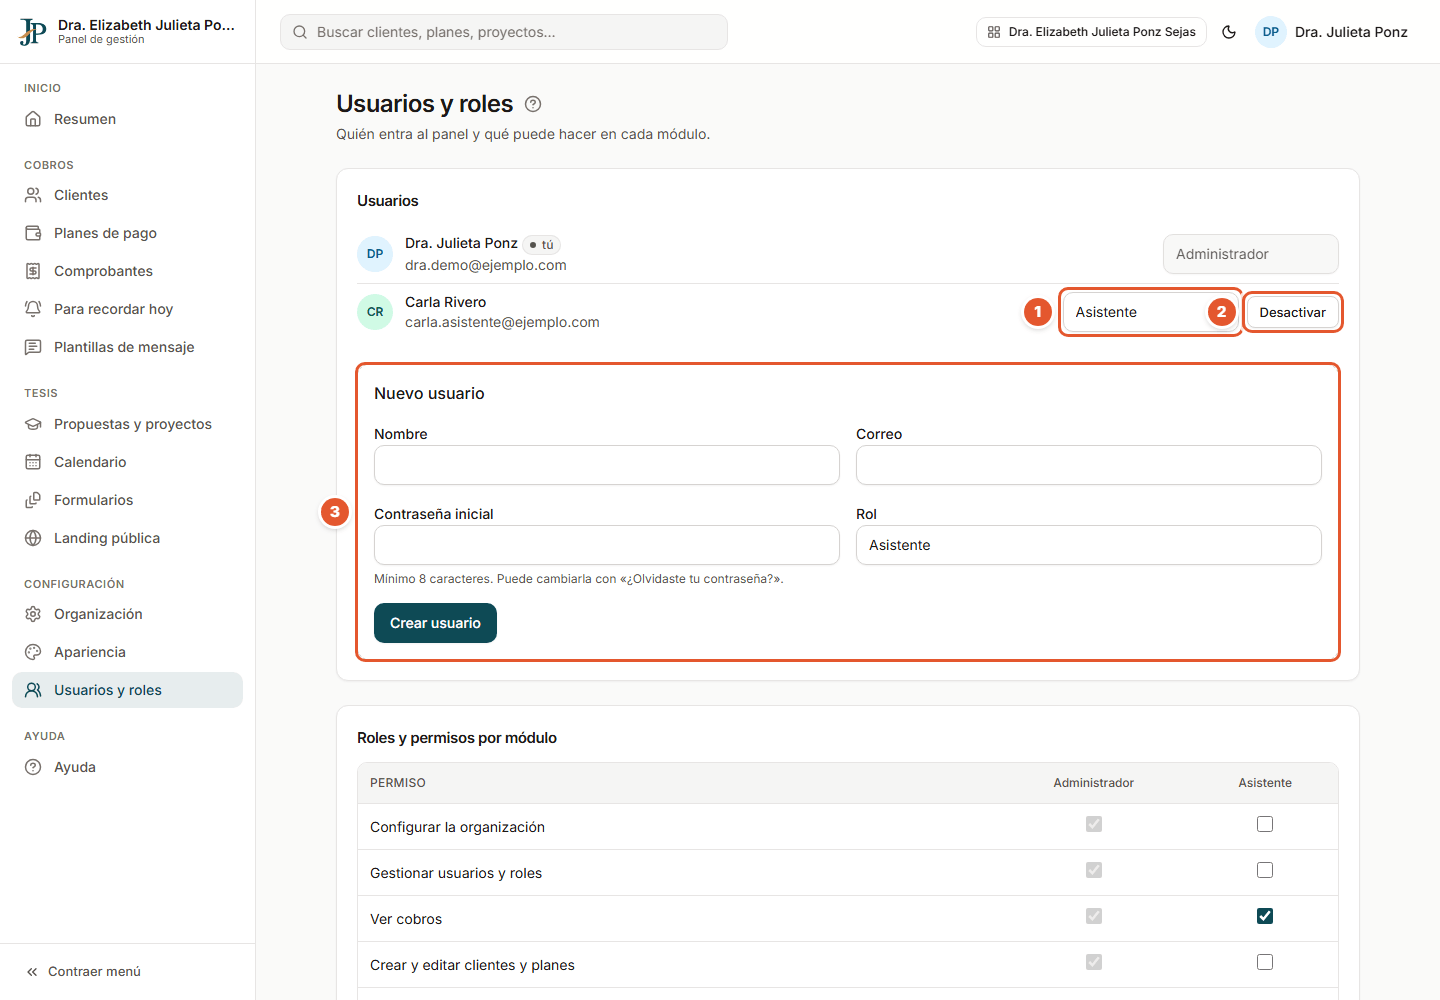 JP
Dra. Elizabeth Julieta Po...
Panel de gestión
Buscar clientes, planes, proyectos...
Dra. Elizabeth Julieta Ponz Sejas
DP
Dra. Julieta Ponz
INICIO
Resumen
COBROS
Clientes
Planes de pago
Comprobantes
Para recordar hoy
Plantillas de mensaje
TESIS
Propuestas y proyectos
Calendario
Formularios
Landing pública
CONFIGURACIÓN
Organización
Apariencia
Usuarios y roles
AYUDA
Ayuda
Contraer menú
Usuarios y roles
Quién entra al panel y qué puede hacer en cada módulo.
Usuarios
DP
Dra. Julieta Ponz
tú
dra.demo@ejemplo.com
Administrador
CR
Carla Rivero
carla.asistente@ejemplo.com
1
Asistente
2
Desactivar
3
Nuevo usuario
Nombre
Correo
Contraseña inicial
Rol
Asistente
Mínimo 8 caracteres. Puede cambiarla con «¿Olvidaste tu contraseña?».
Crear usuario
Roles y permisos por módulo
PERMISO
Administrador
Asistente
Configurar la organización
Gestionar usuarios y roles
Ver cobros
Crear y editar clientes y planes